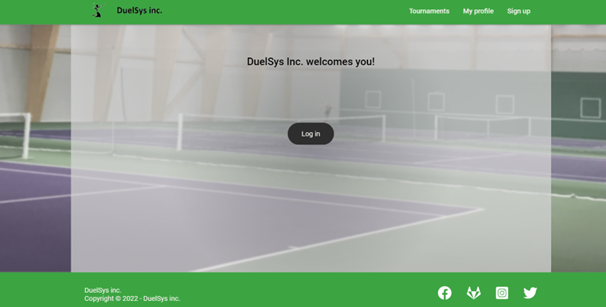 DuelSys inc.
Tournaments
My profile
Sign up
DuelSys Inc. welcomes you!
Log in
DuelSys inc.
Copyright © 2022 - DuelSys inc.